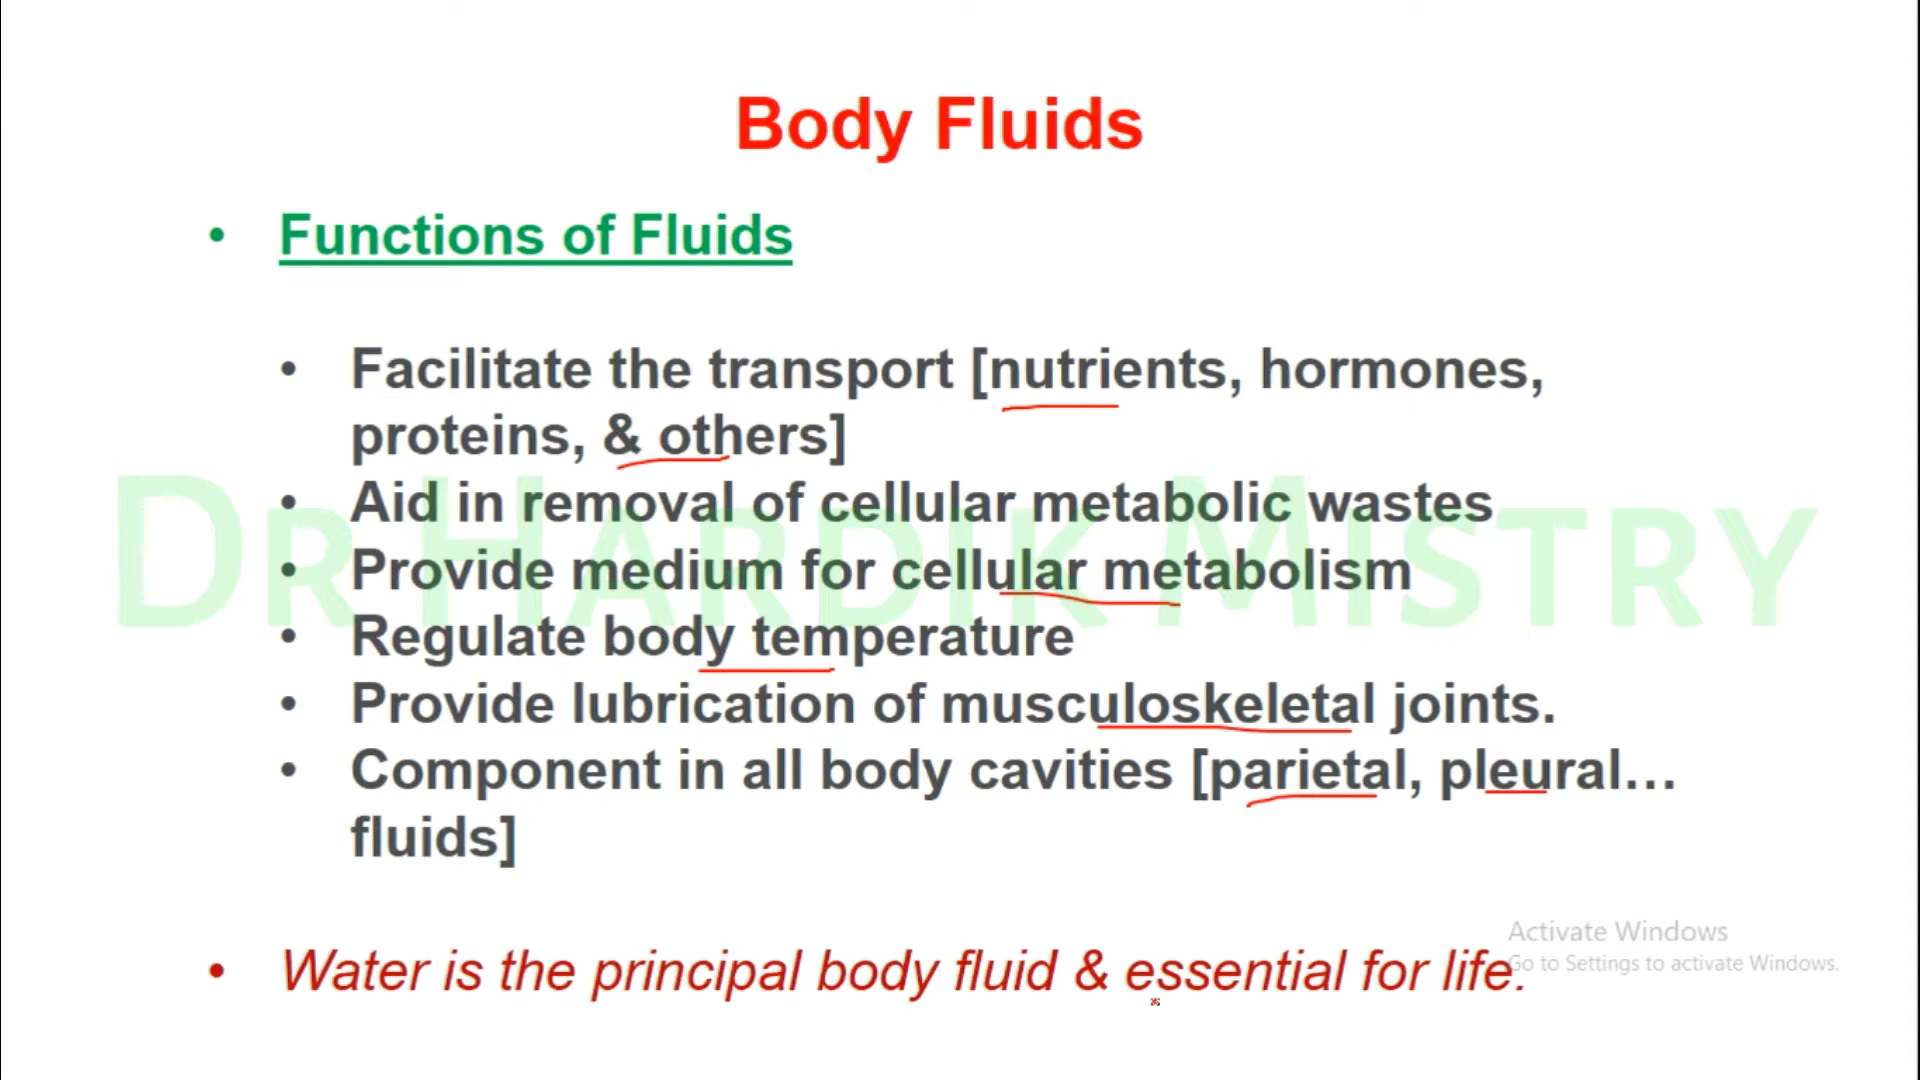 Body Fluids
• Functions of Fluids
• Facilitate the transport [nutrients, hormones,
proteins, & others]
• Aid in removal of cellular metabolic wastes
• Provide medium for cellular metabolism
DR HARDIK MISTRY
• Regulate body temperature
• Provide lubrication of musculoskeletal joints.
• Component in all body cavities [parietal, pleural…
fluids]
Activate Windows
Go to Settings to activate Windows.
• Water is the principal body fluid & essential for life.